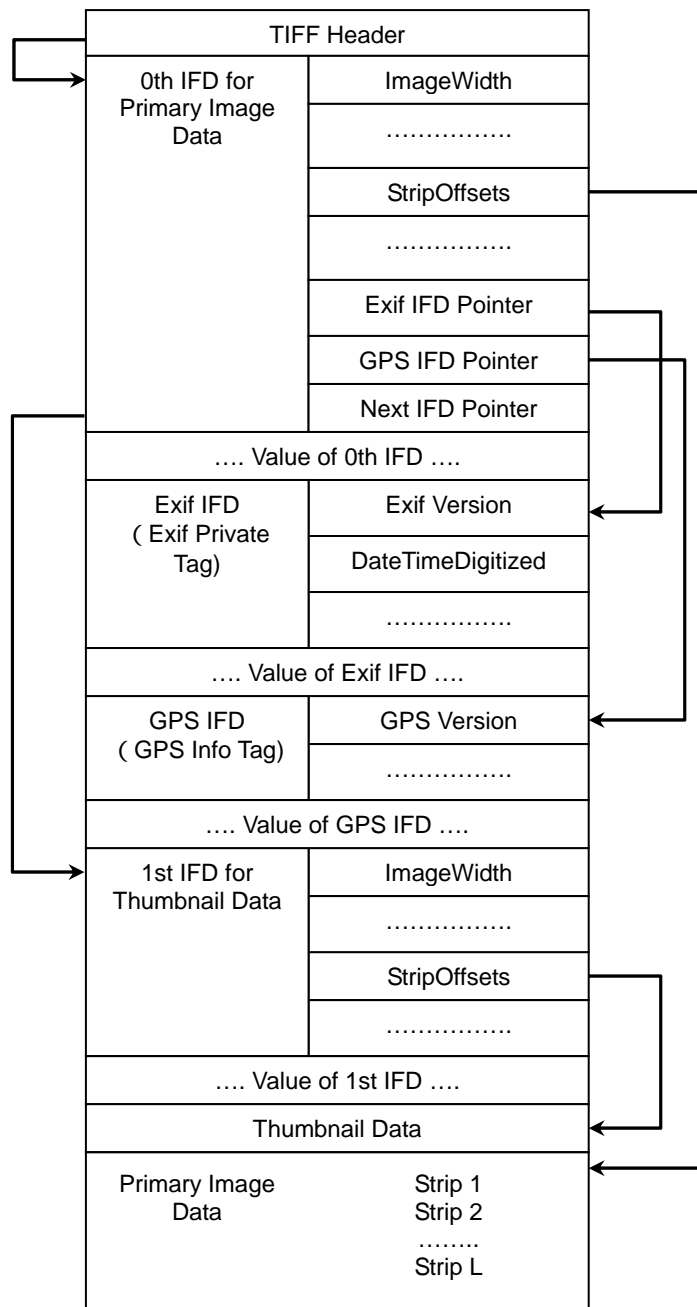 TIFF Header
0th IFD for
Primary Image
Data
ImageWidth
…………….
StripOffsets
…………….
Exif IFD Pointer
GPS IFD Pointer
Next IFD Pointer
…. Value of 0th IFD ….
Exif IFD
( Exif Private
Tag)
Exif Version
DateTimeDigitized
…………….
…. Value of Exif IFD ….
GPS IFD
( GPS Info Tag)
GPS Version
…………….
…. Value of GPS IFD ….
1st IFD for
Thumbnail Data
ImageWidth
…………….
StripOffsets
…………….
…. Value of 1st IFD ….
Thumbnail Data
Primary Image
Data
Strip 1
Strip 2
……..
Strip L